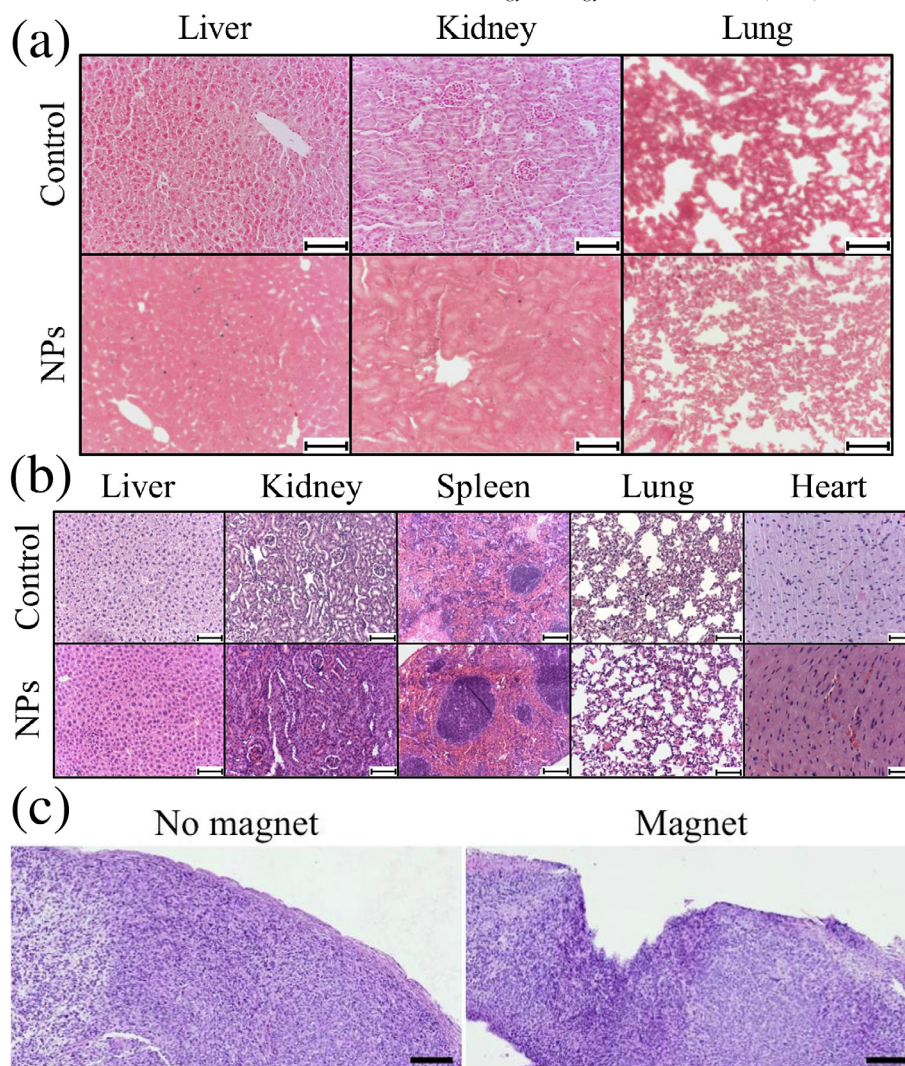 (a)
Liver Kidney Lung
Control
NPs
(b)
Liver Kidney Spleen Lung Heart
Control
NPs
(c)
No magnet Magnet